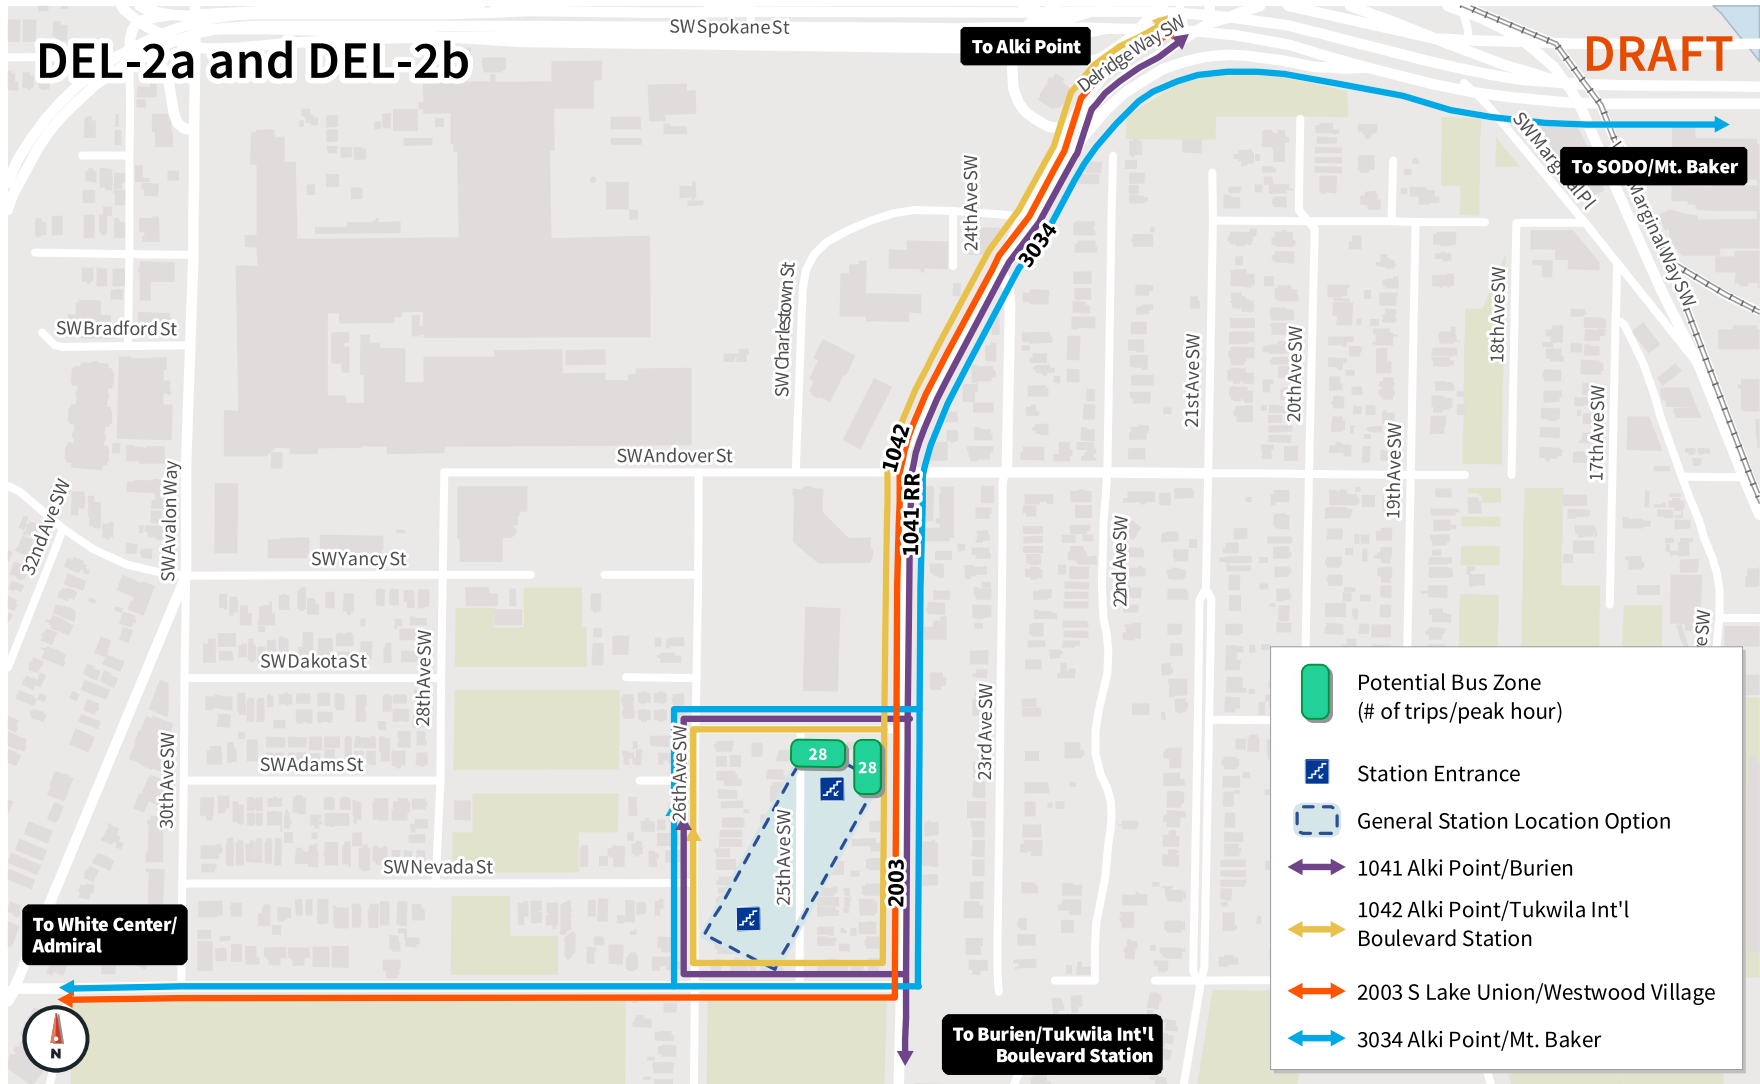 DEL-2a and DEL-2b
DRAFT
SW Spokane St
To Alki Point
Delridge Way SW
To SODO/Mt. Baker
SW Marginal Pl
Marginal Way SW
24th Ave SW
3034
SW Charlestown St
SW Bradford St
21st Ave SW
20th Ave SW
18th Ave SW
19th Ave SW
17th Ave SW
1042
1041 RR
SW Andover St
32nd Ave SW
SW Avalon Way
SW Yancy St
22nd Ave SW
28th Ave SW
SW Dakota St
23rd Ave SW
30th Ave SW
SW Adams St
26th Ave SW
28
28
25th Ave SW
SW Nevada St
2003
To White Center/
Admiral
N
To Burien/Tukwila Int'l
Boulevard Station
Potential Bus Zone
(# of trips/peak hour)
Station Entrance
General Station Location Option
1041 Alki Point/Burien
1042 Alki Point/Tukwila Int'l
Boulevard Station
2003 S Lake Union/Westwood Village
3034 Alki Point/Mt. Baker